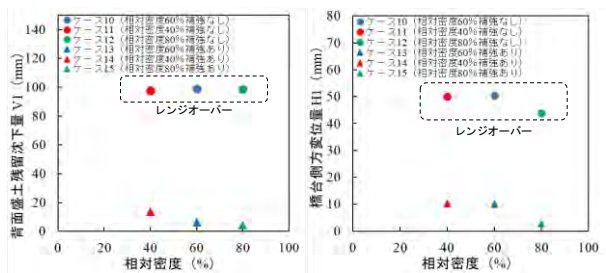 ケース10（相対密度60%補強なし）
ケース11（相対密度40%補強なし）
ケース12（相対密度80%補強なし）
ケース13（相対密度60%補強あり）
ケース14（相対密度40%補強あり）
ケース15（相対密度80%補強あり）
レンジオーバー
背面盛土残留沈下量 V1（mm）
140
120
100
80
60
40
20
0
0 20 40 60 80 100
相対密度（%）
ケース10（相対密度60%補強なし）
ケース11（相対密度40%補強なし）
ケース12（相対密度80%補強なし）
ケース13（相対密度60%補強あり）
ケース14（相対密度40%補強あり）
ケース15（相対密度80%補強あり）
レンジオーバー
橋台側方変位量 H1（mm）
80
70
60
50
40
30
20
10
0
0 20 40 60 80 100
相対密度（%）